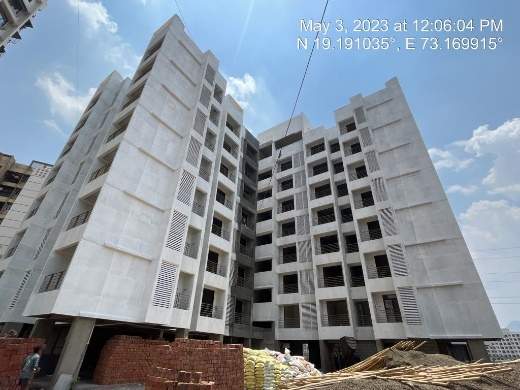 May 3, 2023 at 12:06:04 PM
N 19.191035°, E 73.169915°